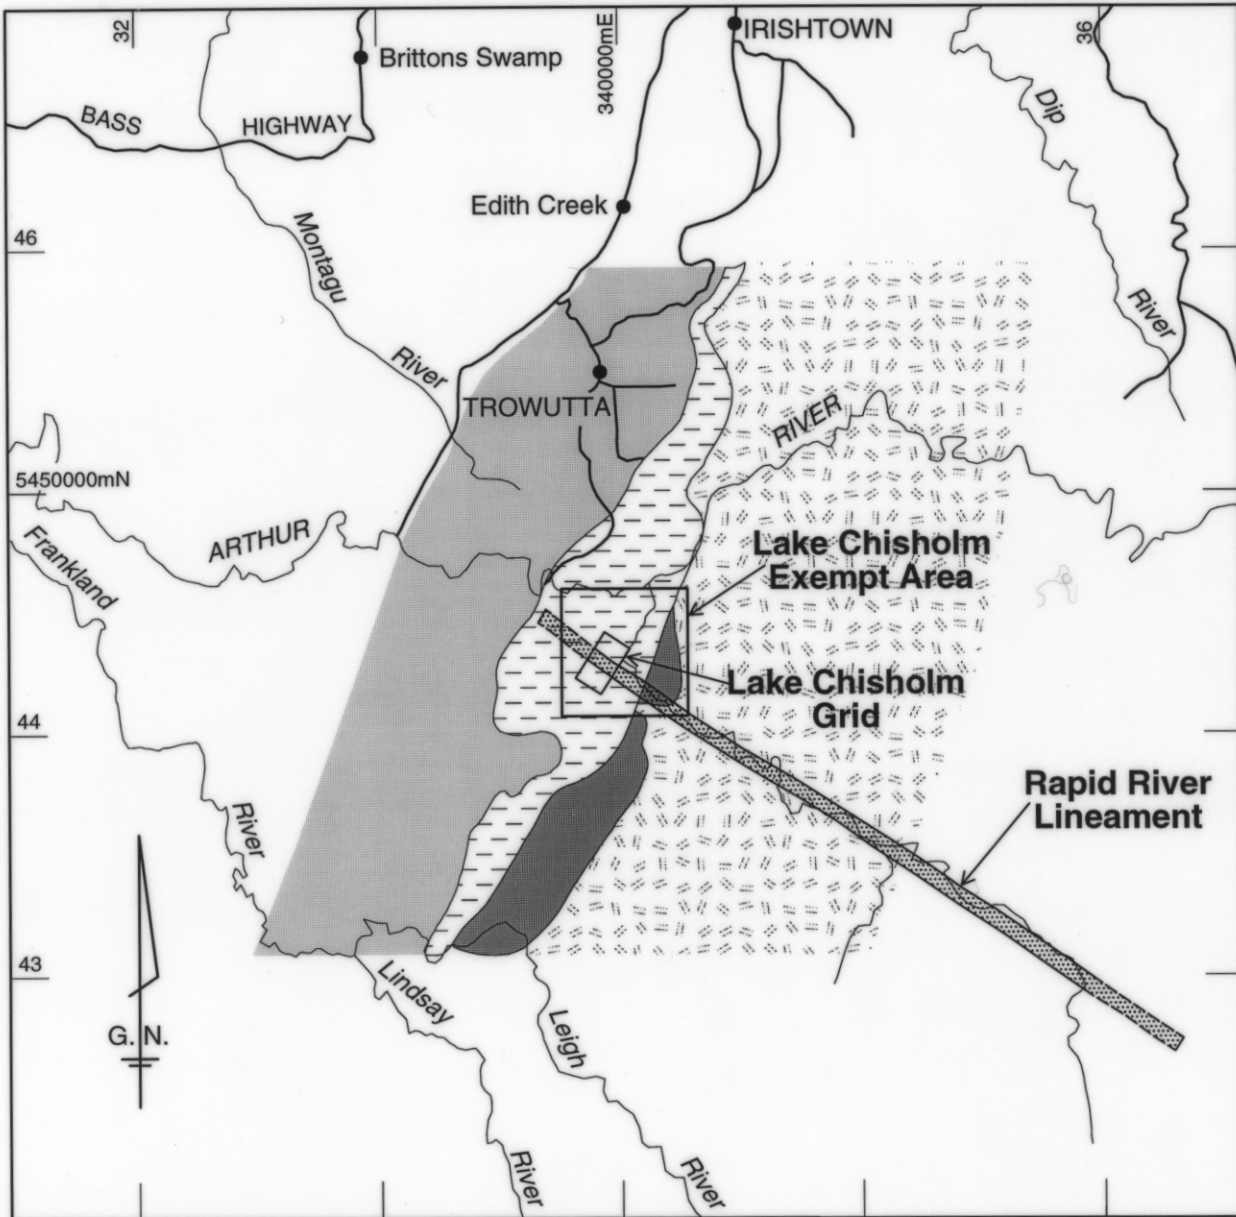 32
340000mE
36
IRISHTOWN
Brittons Swamp
BASS
HIGHWAY
Dip
River
Edith Creek
Montagu
River
46
TROWUTTA
RIVER
5450000mN
ARTHUR
Frankland
River
Lake Chisholm
Exempt Area
Lake Chisholm
Grid
44
Rapid River
Lineament
43
G.N.
Lindsay
River
Leigh
River